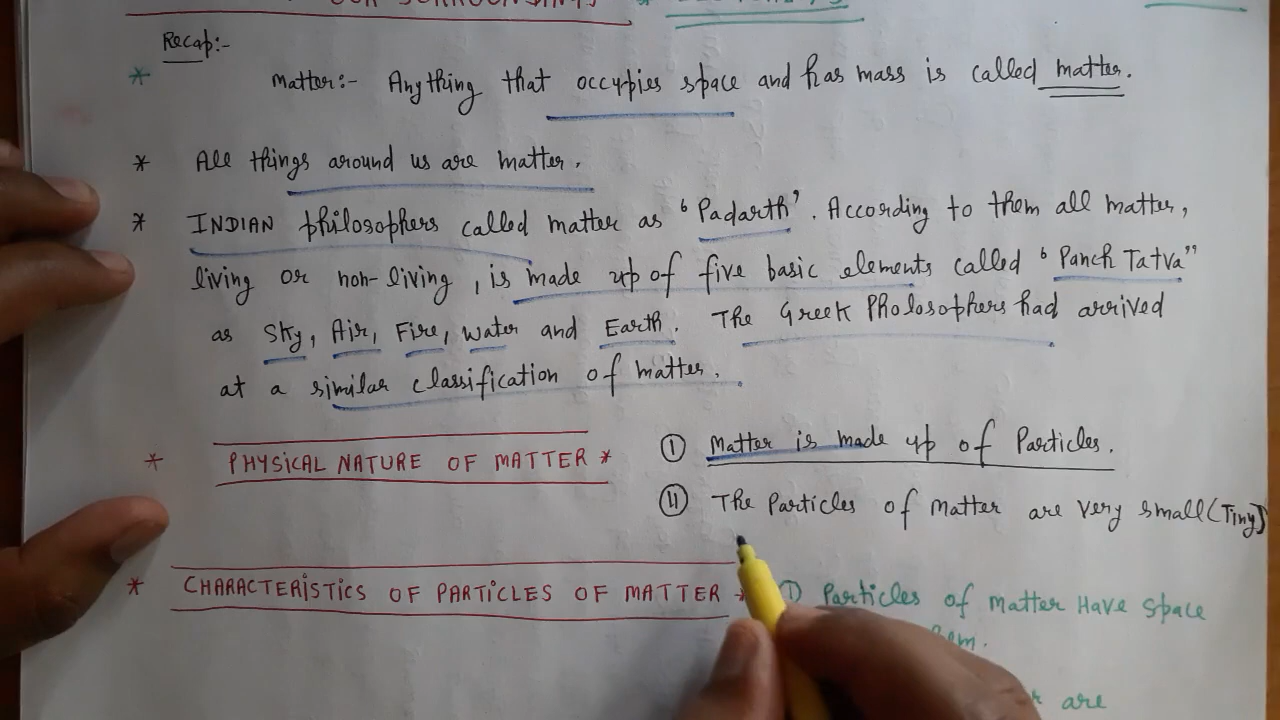 OUR SURROUNDINGS *
Recap:-
* Matter:- Anything that occupies space and has mass is called matter.
* All things around us are matter.
* INDIAN philosophers called matter as 'Padarth'. According to them all matter,
living or non-living, is made up of five basic elements called 'Panch Tatva"
as Sky, Air, Fire, water and Earth. The Greek Pholosophers had arrived
at a similar classification of matter.
* PHYSICAL NATURE OF MATTER * (I) Matter is made up of Particles.
(II) The Particles of matter are very small (Tiny)
* CHARACTERISTICS OF PARTICLES OF MATTER → (I) Particles of matter Have space
are